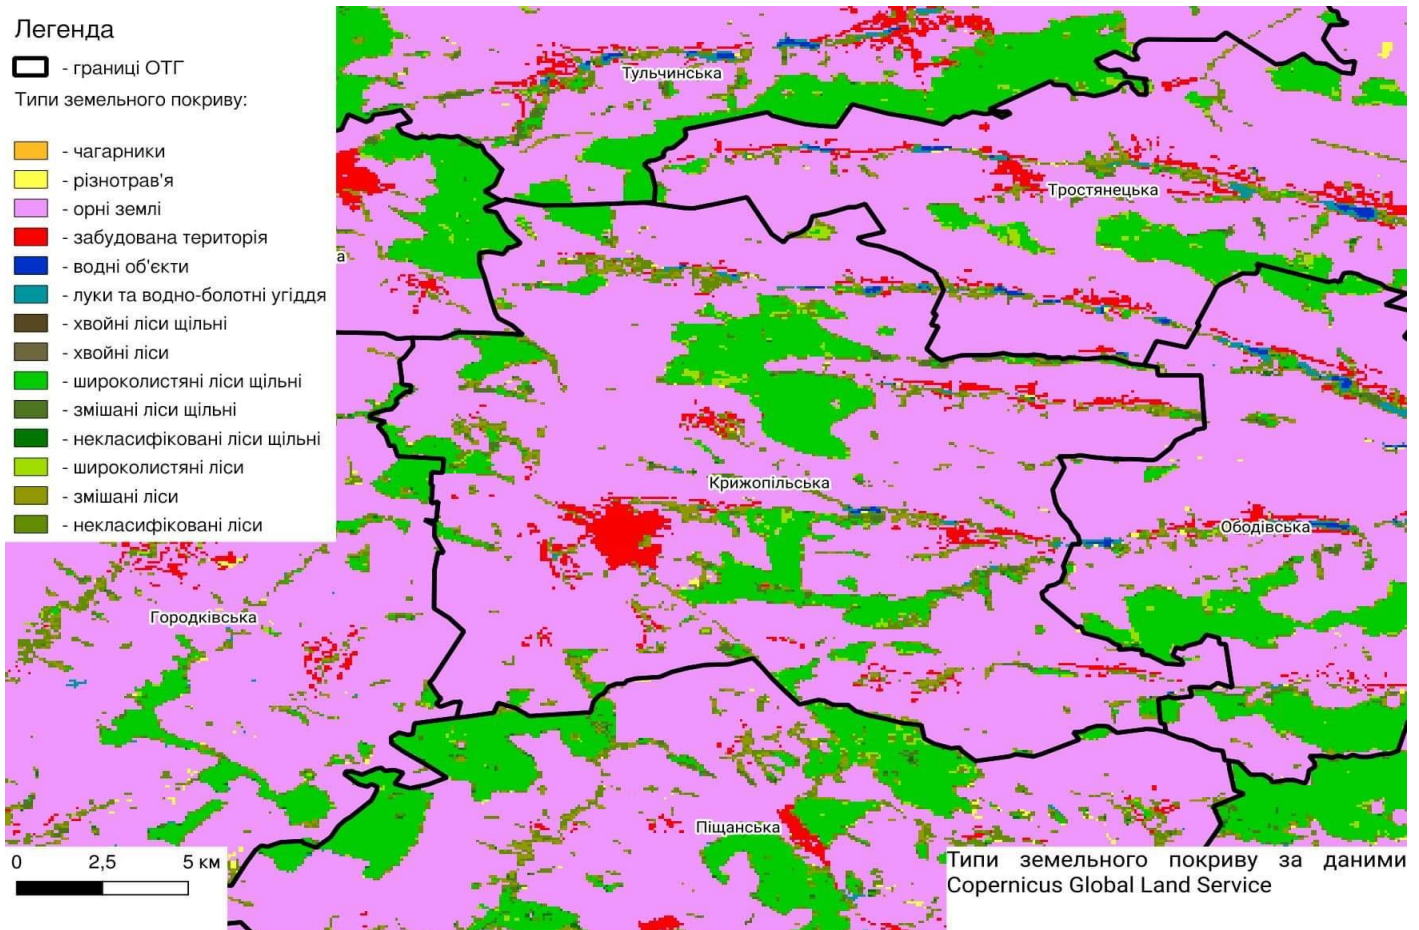 Легенда
- границі ОТГ
Типи земельного покриву:
- чагарники
- різнотрав'я
- орні землі
- забудована територія
- водні об'єкти
- луки та водно-болотні угіддя
- хвойні ліси щільні
- хвойні ліси
- широколистяні ліси щільні
- змішані ліси щільні
- некласифіковані ліси щільні
- широколистяні ліси
- змішані ліси
- некласифіковані ліси
Тульчинська
Тростянецька
а
Крижопільська
Ободівська
Городківська
Піщанська
0 2,5 5 км
Типи земельного покриву за даними
Copernicus Global Land Service